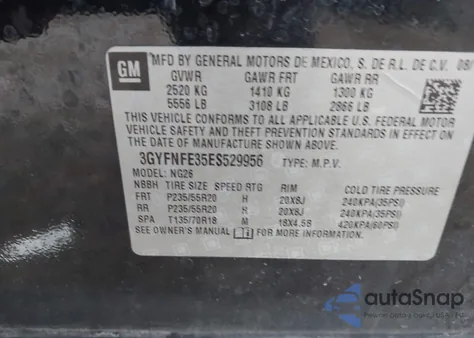 GM
MFD BY GENERAL MOTORS DE MEXICO, S. DE R.L. DE C.V. 08/
GVWR GAWR FRT GAWR RR
2520 KG 1410 KG 1300 KG
5556 LB 3108 LB 2866 LB
THIS VEHICLE CONFORMS TO ALL APPLICABLE U.S. FEDERAL MOTOR
VEHICLE SAFETY AND THEFT PREVENTION STANDARDS IN EFFECT ON
THE DATE OF MANUFACTURE SHOWN ABOVE.
3GYFNFE35ES529956 TYPE: M.P.V.
MODEL: NG26
NBBH TIRE SIZE SPEED RTG RIM COLD TIRE PRESSURE
FRT P235/55R20 H 20X8J 240KPA(35PSI)
RR P235/55R20 H 20X8J 240KPA(35PSI)
SPA T135/70R18 M 18X4.5B 420KPA(60PSI)
SEE OWNER'S MANUAL FOR MORE INFORMATION.
autoSnap